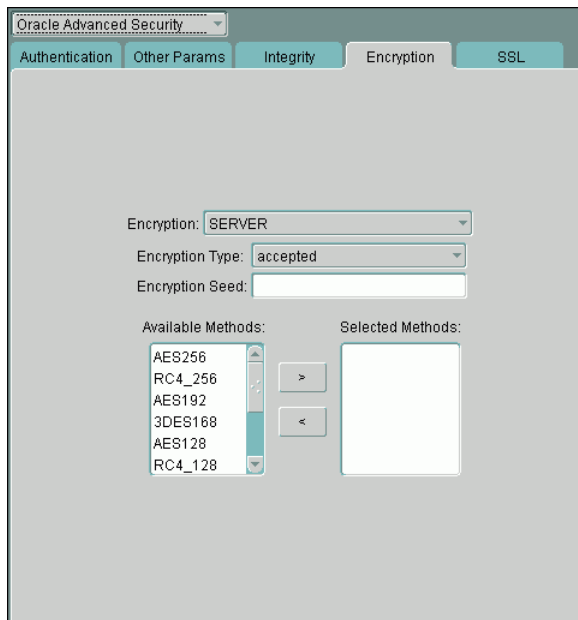 Oracle Advanced Security
Authentication Other Params Integrity Encryption SSL
Encryption: SERVER
Encryption Type: accepted
Encryption Seed:
Available Methods: Selected Methods:
AES256
RC4_256
>
AES192
3DES168
<
AES128
RC4_128